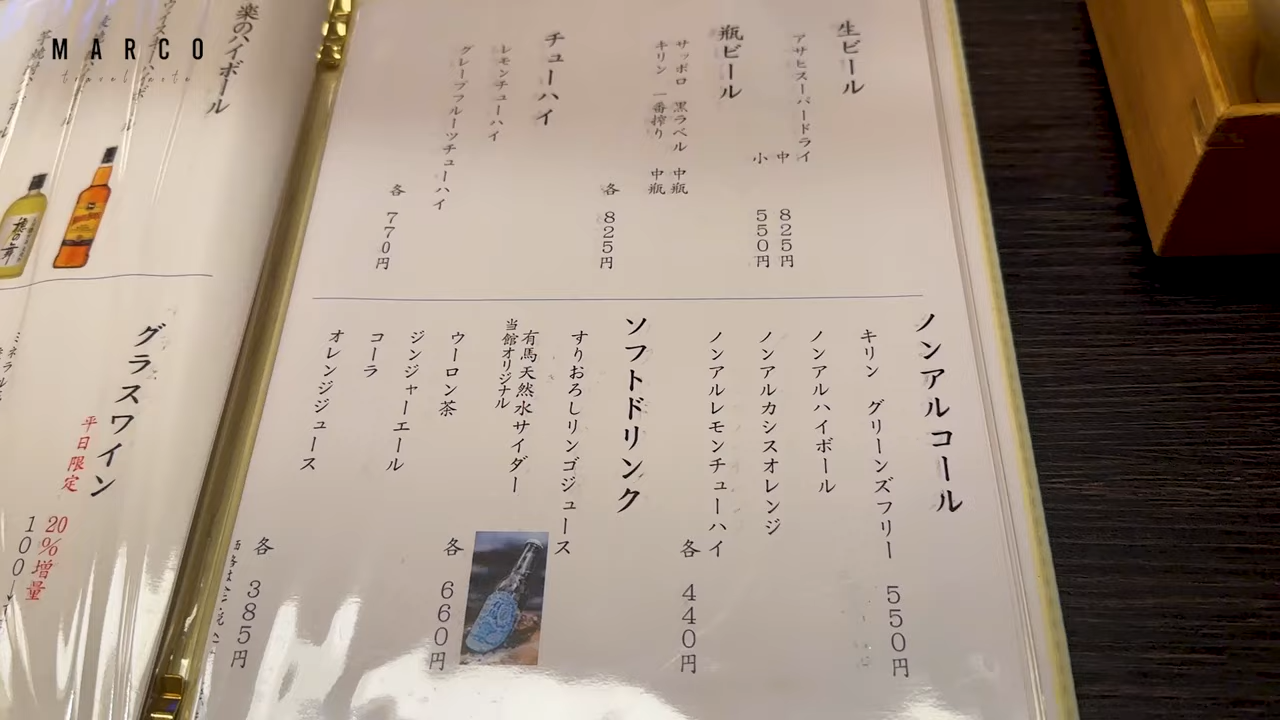 MARCO
travel note
生ビール
アサヒスーパードライ
中 825円
小 550円
瓶ビール
サッポロ 黒ラベル 中瓶
キリン 一番搾り 中瓶
各 825円
チューハイ
レモンチューハイ
グレープフルーツチューハイ
各 770円
ノンアルコール
キリン グリーンズフリー 550円
ノンアルハイボール
ノンアルカシスオレンジ
ノンアルレモンチューハイ
各 440円
ソフトドリンク
すりおろしリンゴジュース
有馬天然水サイダー
当館オリジナル
各 660円
ウーロン茶
ジンジャーエール
コーラ
オレンジジュース
各 385円
楽のハイボール
グラスワイン
平日限定
20%増量